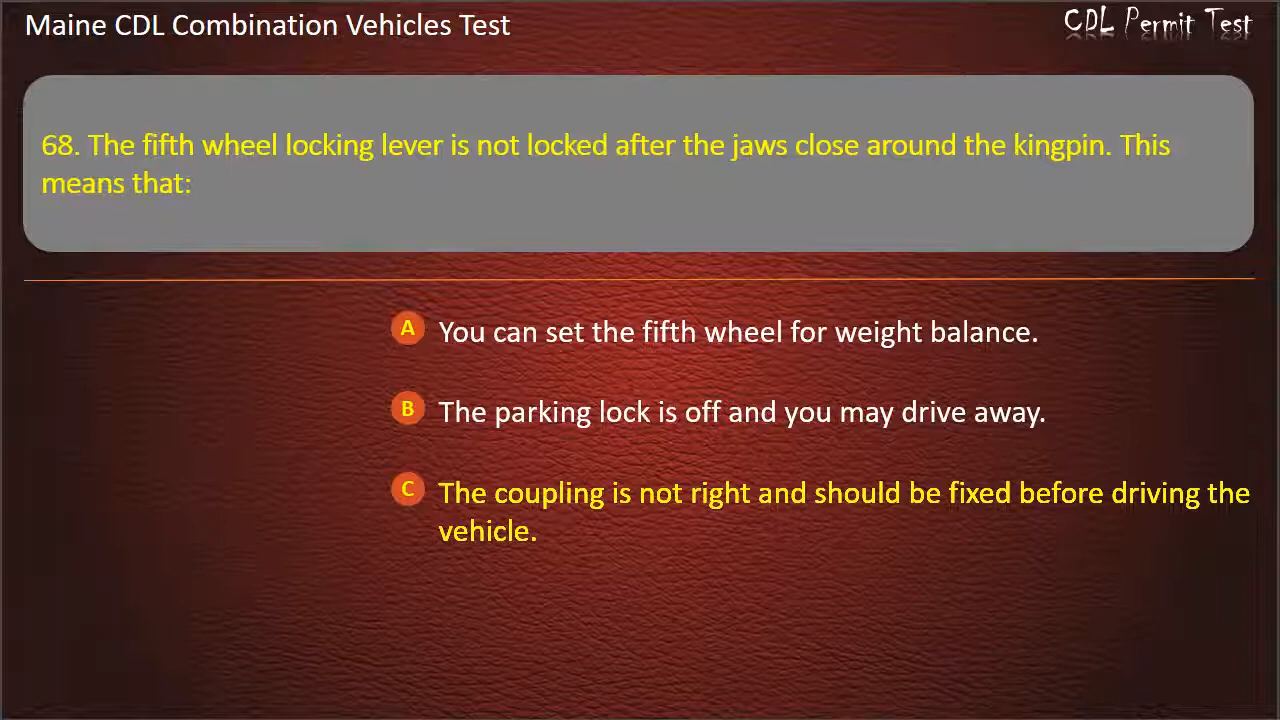 Maine CDL Combination Vehicles Test
CDL Permit Test
68. The fifth wheel locking lever is not locked after the jaws close around the kingpin. This
means that:
A You can set the fifth wheel for weight balance.
B The parking lock is off and you may drive away.
C The coupling is not right and should be fixed before driving the
vehicle.